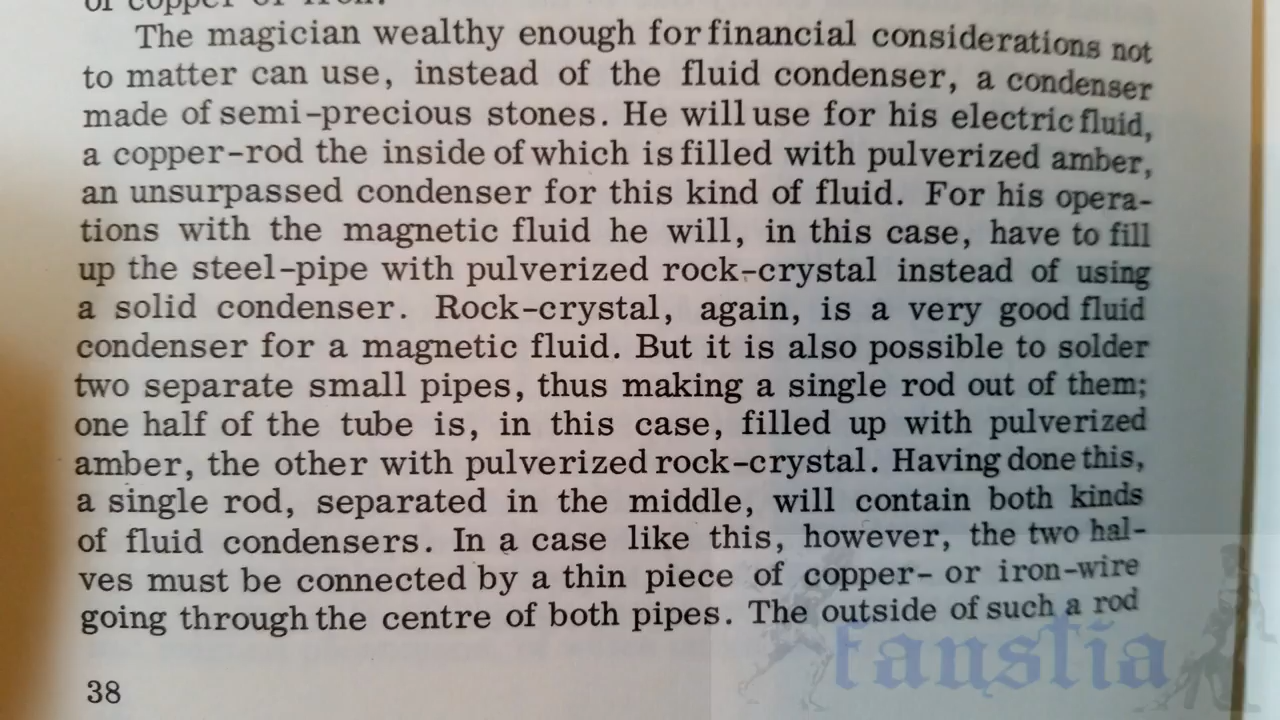 of copper or iron.
The magician wealthy enough for financial considerations not
to matter can use, instead of the fluid condenser, a condenser
made of semi-precious stones. He will use for his electric fluid,
a copper-rod the inside of which is filled with pulverized amber,
an unsurpassed condenser for this kind of fluid. For his opera-
tions with the magnetic fluid he will, in this case, have to fill
up the steel-pipe with pulverized rock-crystal instead of using
a solid condenser. Rock-crystal, again, is a very good fluid
condenser for a magnetic fluid. But it is also possible to solder
two separate small pipes, thus making a single rod out of them;
one half of the tube is, in this case, filled up with pulverized
amber, the other with pulverized rock-crystal. Having done this,
a single rod, separated in the middle, will contain both kinds
of fluid condensers. In a case like this, however, the two hal-
ves must be connected by a thin piece of copper- or iron-wire
going through the centre of both pipes. The outside of such a rod
38
faustia